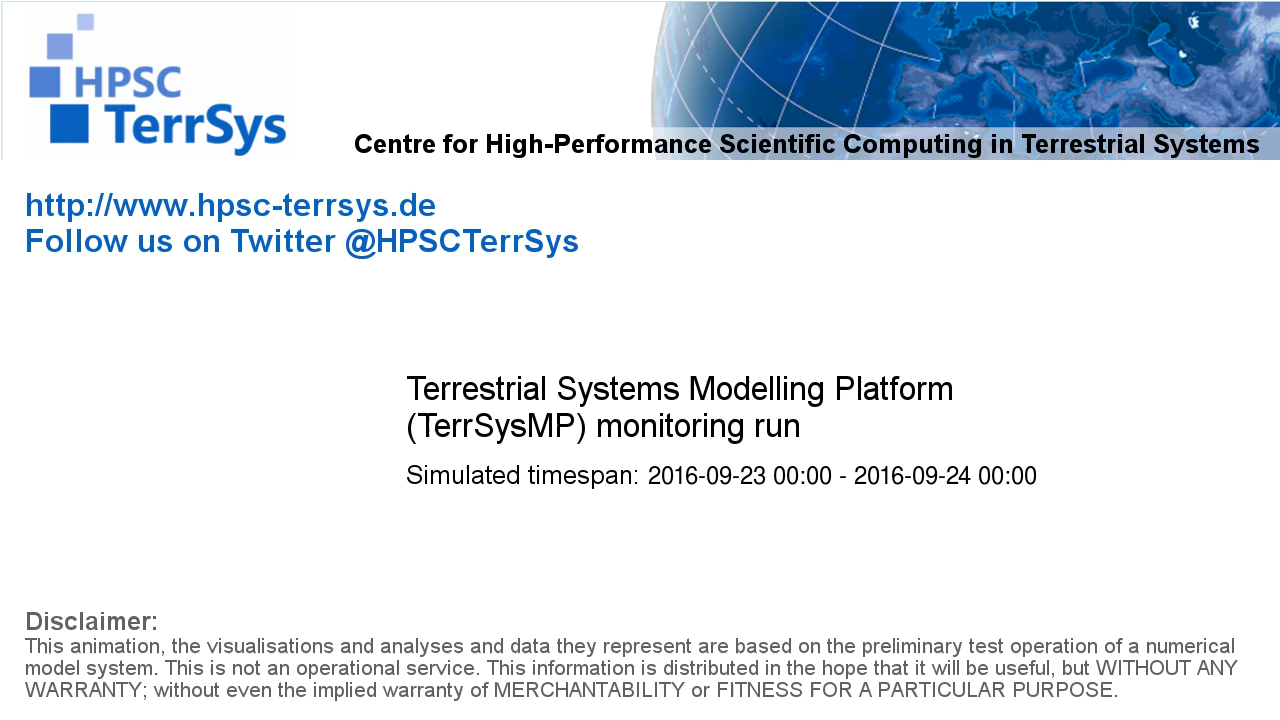 HPSC
TerrSys
Centre for High-Performance Scientific Computing in Terrestrial Systems
http://www.hpsc-terrsys.de
Follow us on Twitter @HPSCTerrSys
Terrestrial Systems Modelling Platform
(TerrSysMP) monitoring run
Simulated timespan: 2016-09-23 00:00 - 2016-09-24 00:00
Disclaimer:
This animation, the visualisations and analyses and data they represent are based on the preliminary test operation of a numerical
model system. This is not an operational service. This information is distributed in the hope that it will be useful, but WITHOUT ANY
WARRANTY; without even the implied warranty of MERCHANTABILITY or FITNESS FOR A PARTICULAR PURPOSE.